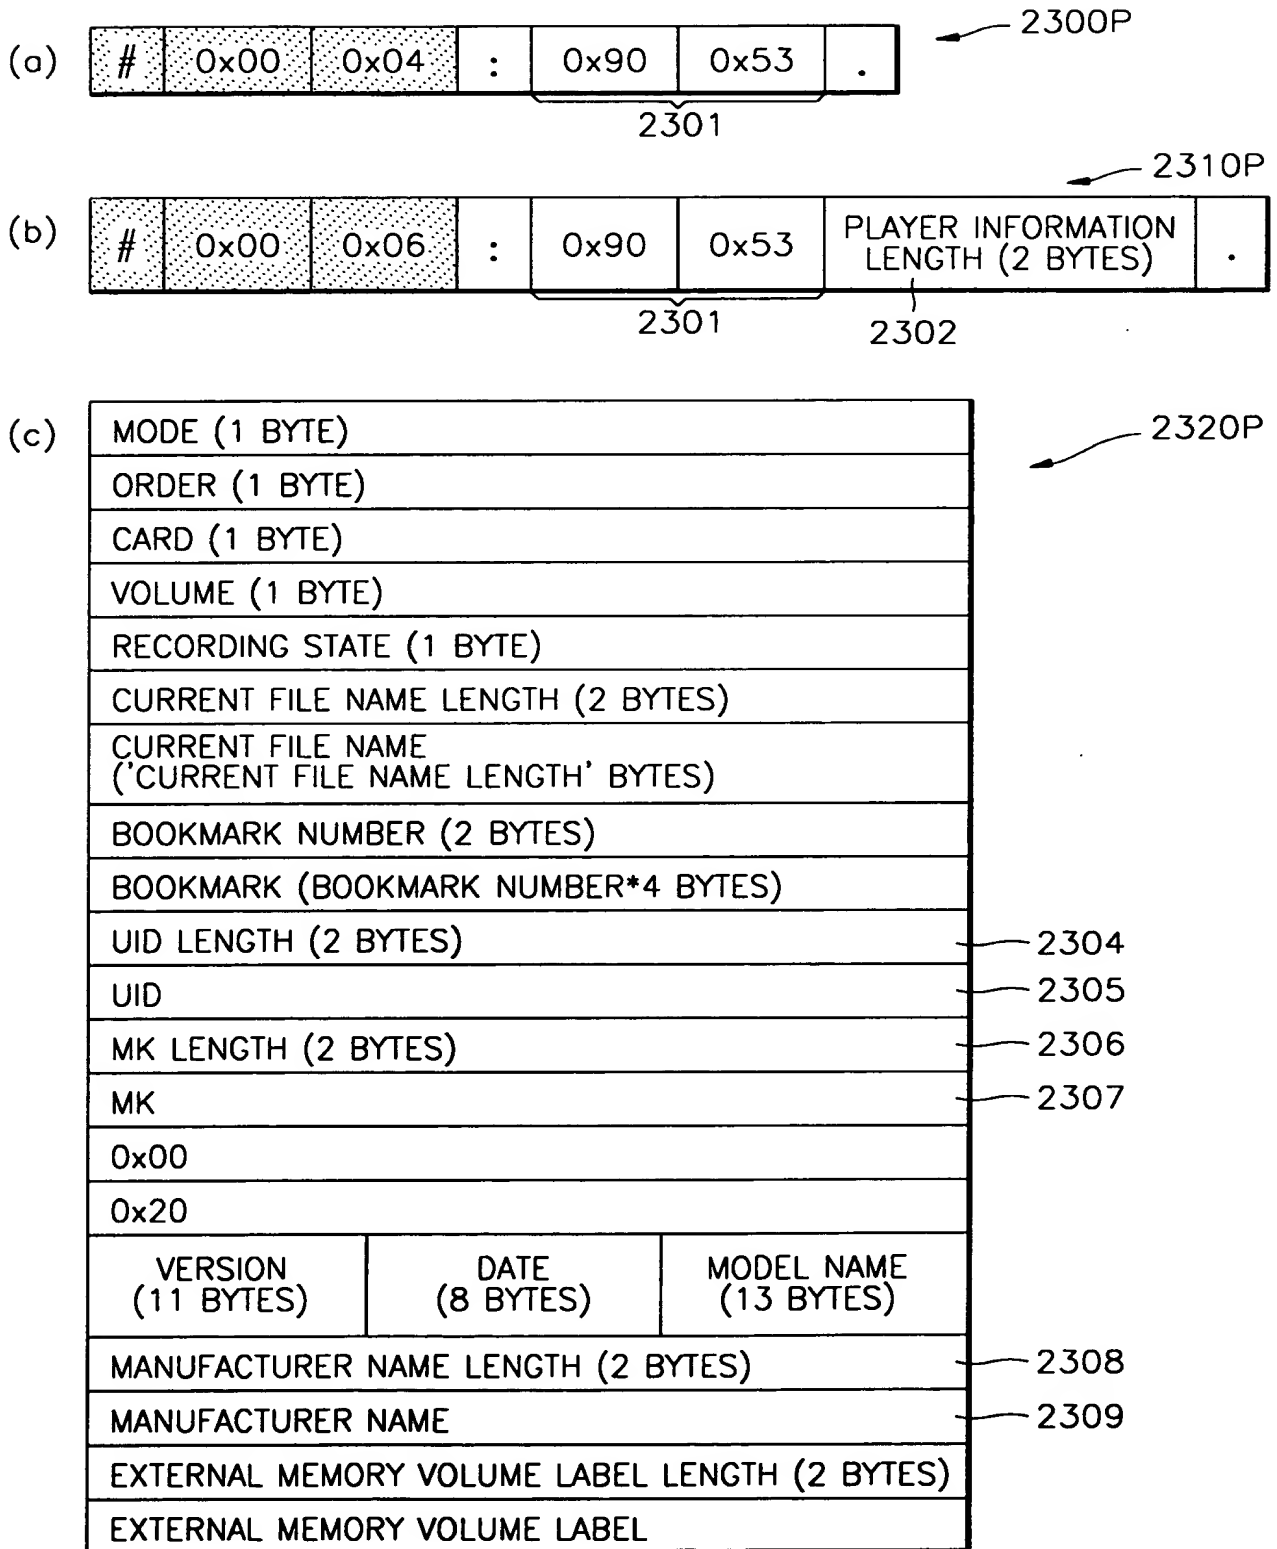 2300P
(a) # 0x00 0x04 : 0x90 0x53 .
2301
2310P
(b) # 0x00 0x06 : 0x90 0x53 PLAYER INFORMATION
LENGTH (2 BYTES) .
2301
2302
(c) MODE (1 BYTE)
2320P
ORDER (1 BYTE)
CARD (1 BYTE)
VOLUME (1 BYTE)
RECORDING STATE (1 BYTE)
CURRENT FILE NAME LENGTH (2 BYTES)
CURRENT FILE NAME
('CURRENT FILE NAME LENGTH' BYTES)
BOOKMARK NUMBER (2 BYTES)
BOOKMARK (BOOKMARK NUMBER*4 BYTES)
UID LENGTH (2 BYTES) 2304
UID 2305
MK LENGTH (2 BYTES) 2306
MK 2307
0x00
0x20
VERSION DATE MODEL NAME
(11 BYTES) (8 BYTES) (13 BYTES)
MANUFACTURER NAME LENGTH (2 BYTES) 2308
MANUFACTURER NAME 2309
EXTERNAL MEMORY VOLUME LABEL LENGTH (2 BYTES)
EXTERNAL MEMORY VOLUME LABEL